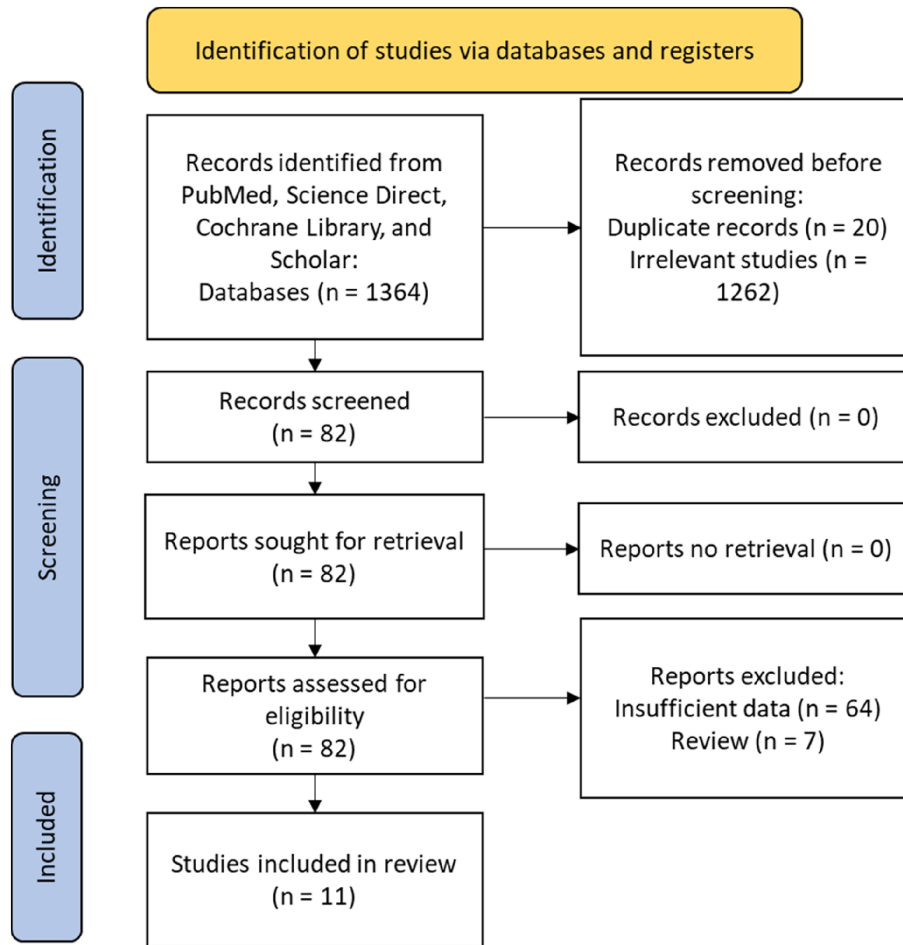 Identification of studies via databases and registers
Identification
Records identified from
PubMed, Science Direct,
Cochrane Library, and
Scholar:
Databases (n = 1364)
Records removed before
screening:
Duplicate records (n = 20)
Irrelevant studies (n =
1262)
Screening
Records screened
(n = 82)
Records excluded (n = 0)
Reports sought for retrieval
(n = 82)
Reports no retrieval (n = 0)
Reports assessed for
eligibility
(n = 82)
Reports excluded:
Insufficient data (n = 64)
Review (n = 7)
Included
Studies included in review
(n = 11)